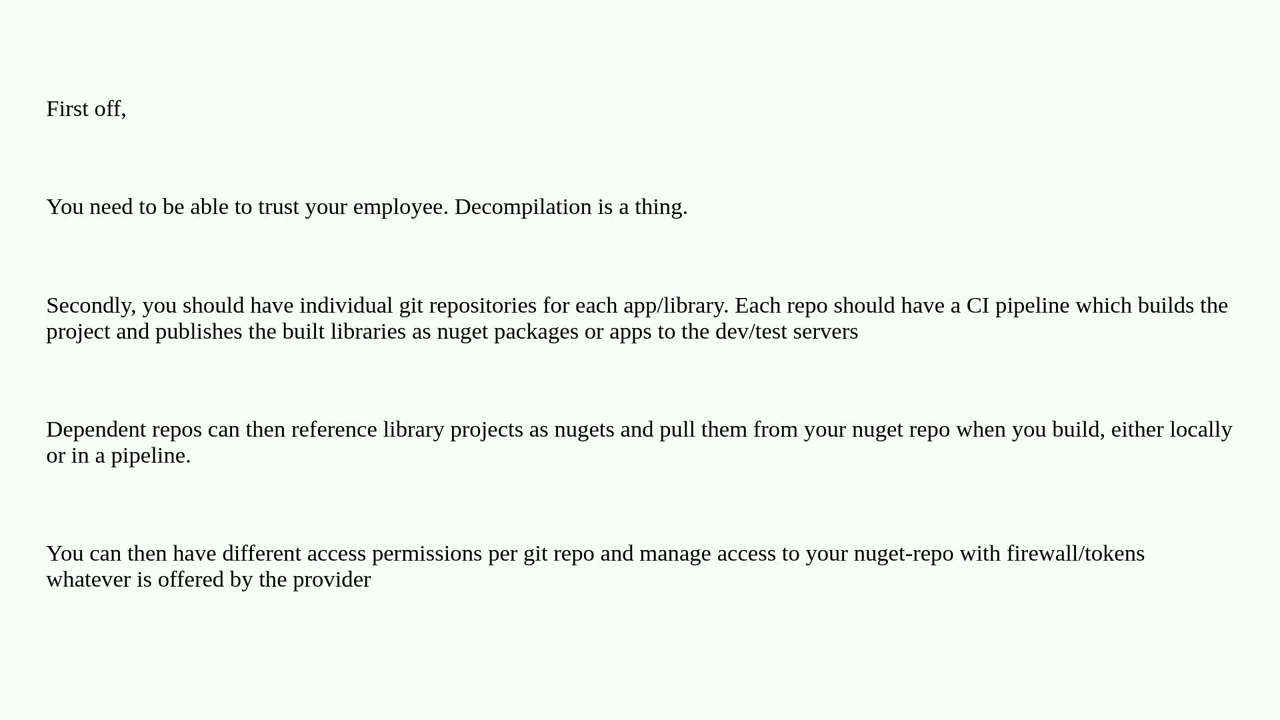 First off,
You need to be able to trust your employee. Decompilation is a thing.
Secondly, you should have individual git repositories for each app/library. Each repo should have a CI pipeline which builds the
project and publishes the built libraries as nuget packages or apps to the dev/test servers
Dependent repos can then reference library projects as nugets and pull them from your nuget repo when you build, either locally
or in a pipeline.
You can then have different access permissions per git repo and manage access to your nuget-repo with firewall/tokens
whatever is offered by the provider